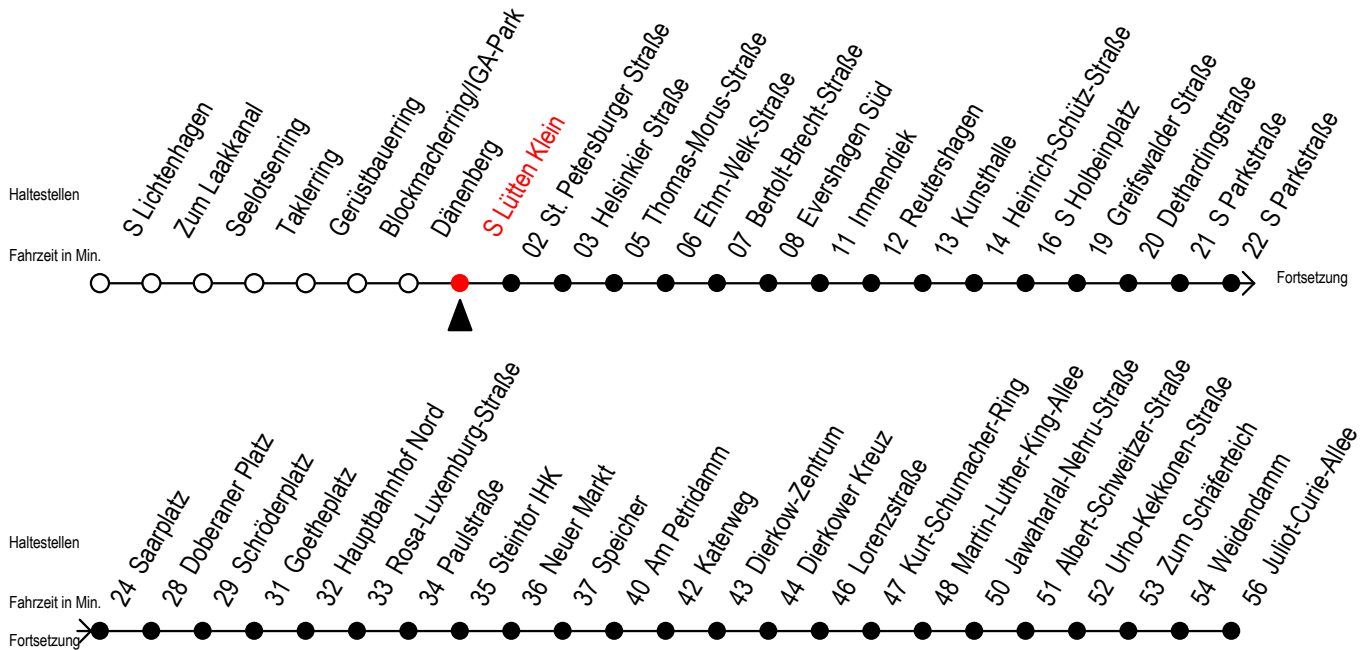 Haltestellen
S Lichtenhagen
Zum Laakkanal
Seelotsenring
Taklerring
Gerüstbauerring
Blockmacherring/IGA-Park
Dänenberg
S Lütten Klein
02 St. Petersburger Straße
03 Helsinkier Straße
05 Thomas-Morus-Straße
06 Ehm-Welk-Straße
07 Bertolt-Brecht-Straße
08 Evershagen Süd
11 Immendiek
12 Reutershagen
13 Kunsthalle
14 Heinrich-Schütz-Straße
16 S Holbeinplatz
19 Greifswalder Straße
20 Dethardingstraße
21 S Parkstraße
22 S Parkstraße
Fahrzeit in Min.
Fortsetzung
Haltestellen
24 Saarplatz
28 Doberaner Platz
29 Schröderplatz
31 Goetheplatz
32 Hauptbahnhof Nord
33 Rosa-Luxemburg-Straße
34 Paulstraße
35 Steintor IHK
36 Neuer Markt
37 Speicher
40 Am Petridamm
42 Katenweg
43 Dierkow-Zentrum
44 Dierkower Kreuz
46 Lorenzstraße
47 Kurt-Schumacher-Ring
48 Martin-Luther-King-Allee
50 Jawaharlal-Nehru-Straße
51 Albert-Schweitzer-Straße
52 Urho-Kekkonen-Straße
53 Zum Schäferteich
54 Weidendamm
56 Juliot-Curie-Allee
Fahrzeit in Min.
Fortsetzung